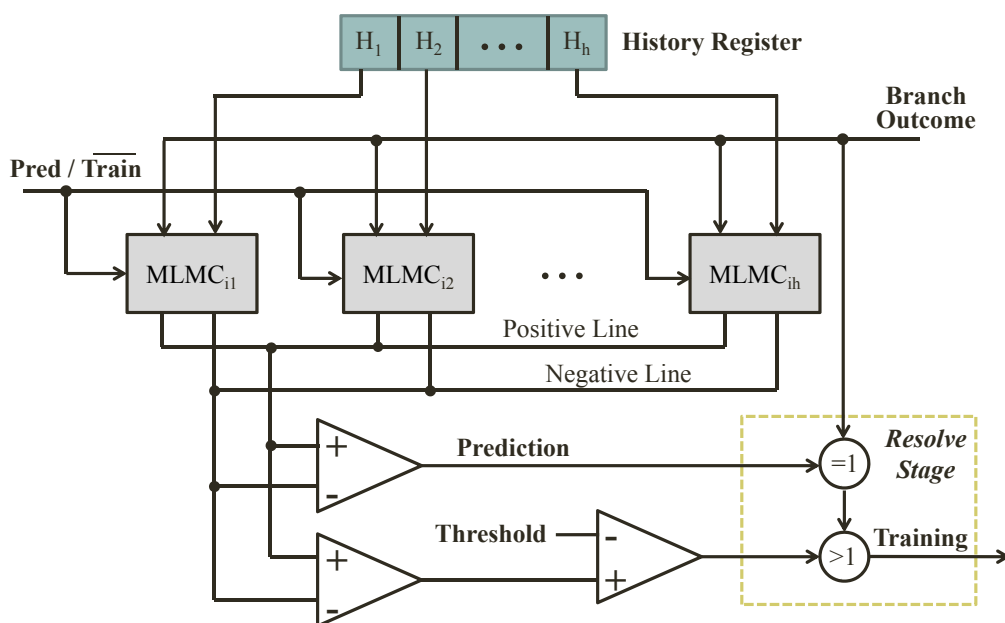 H₁ H₂ • • • Hₕ History Register
Branch
Outcome
Pred / T̅r̅a̅i̅n̅
MLMCᵢ₁ MLMCᵢ₂ • • • MLMCᵢₕ
Positive Line
Negative Line
+
-
Prediction
=1
Resolve
Stage
Threshold
-
+
+
-
>1
Training